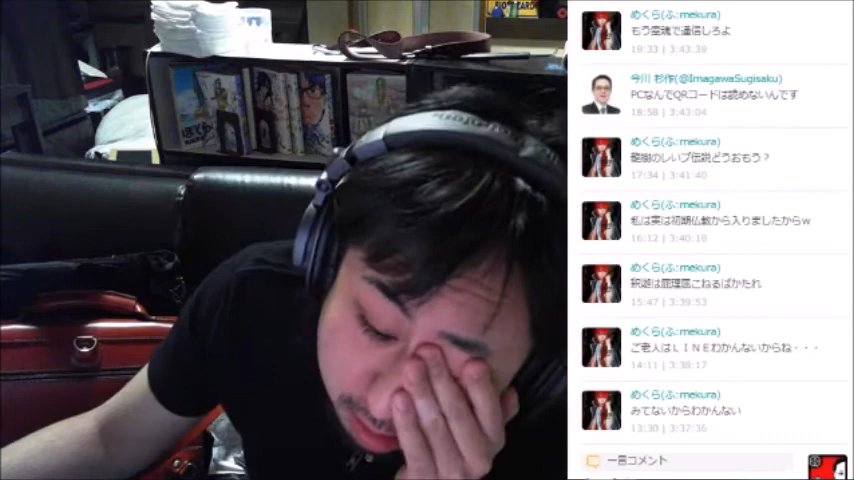 めくら(ふ:mekura)
もう霊魂で通信しろよ
19:33 | 3:43:39
今川 杉作(@ImagawaSugisaku)
PCなんでQRコードは読めないんです
18:58 | 3:43:04
めくら(ふ:mekura)
龍樹のレイプ伝説どうおもう?
17:34 | 3:41:40
めくら(ふ:mekura)
私は実は初期仏教から入りましたからw
16:12 | 3:40:18
めくら(ふ:mekura)
釈迦は屁理屈こねるばかたれ
15:47 | 3:39:53
めくら(ふ:mekura)
ご老人はLINEわかんないからね・・・
14:11 | 3:38:17
めくら(ふ:mekura)
みてないからわかんない
13:30 | 3:37:36
一言コメント